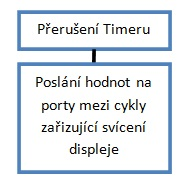 Přerušení Timeru
Poslání hodnot na
porty mezi cykly
zařizující svícení
displeje